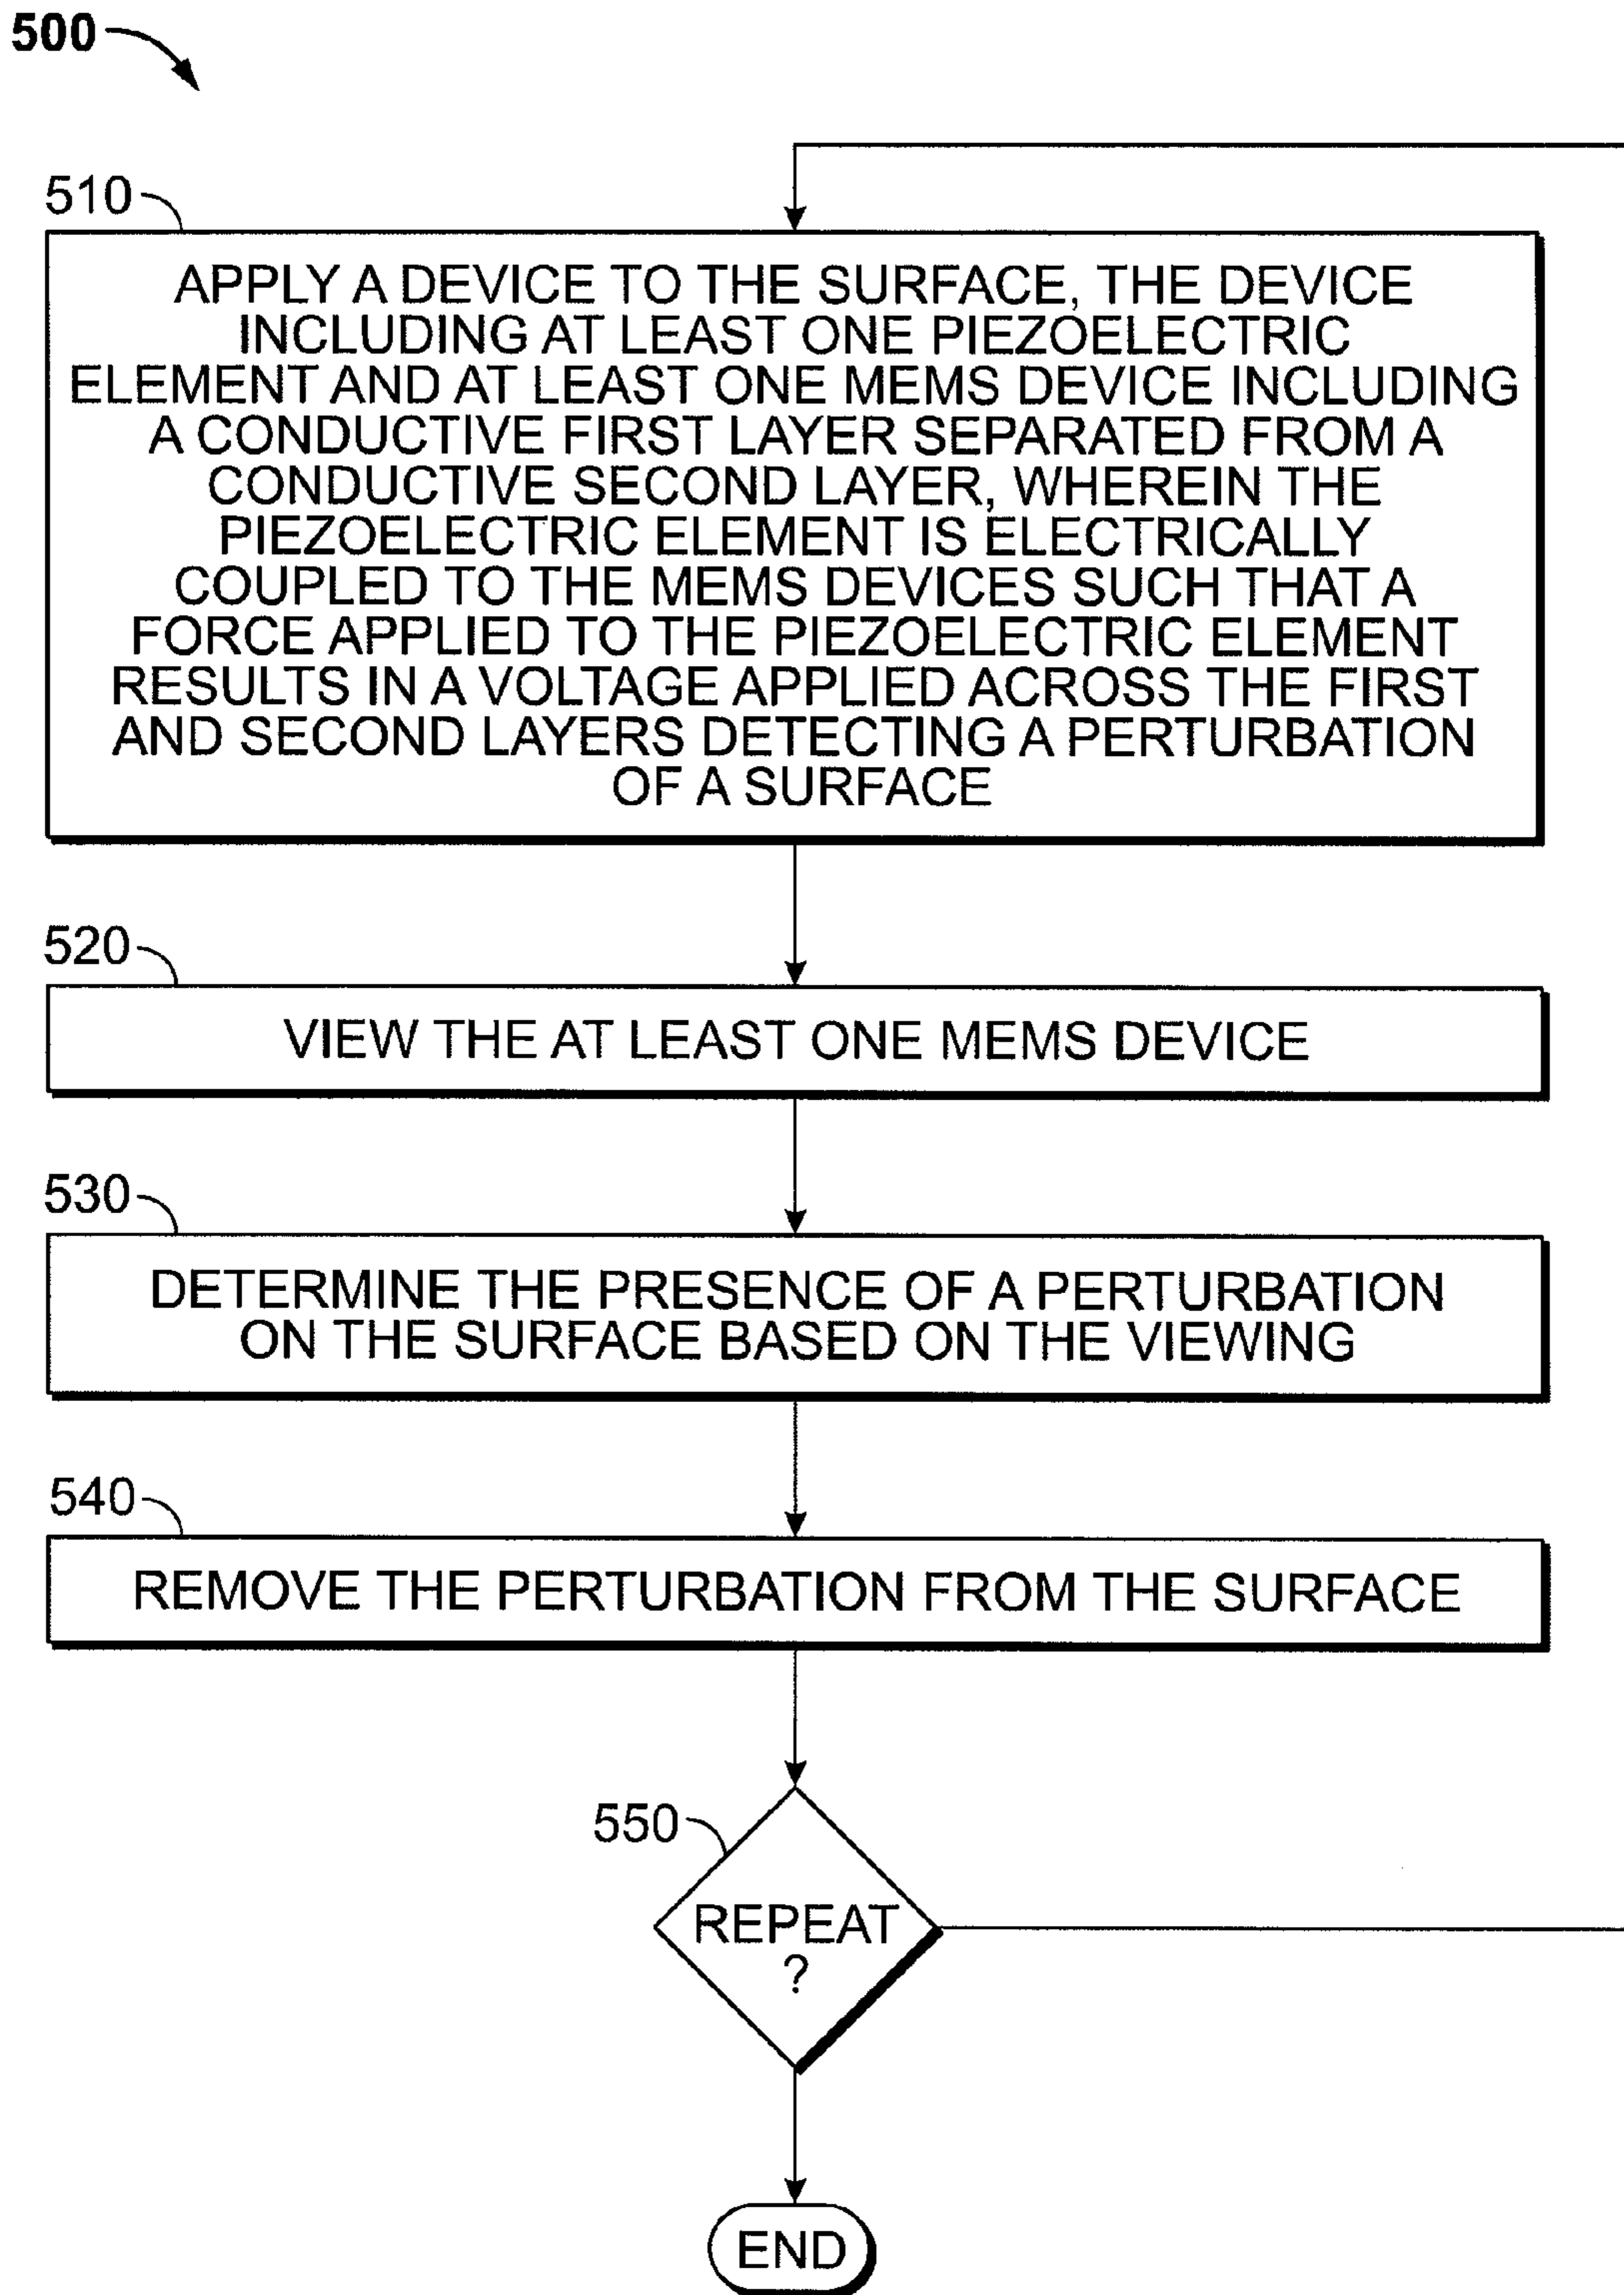 500
510
APPLY A DEVICE TO THE SURFACE, THE DEVICE
INCLUDING AT LEAST ONE PIEZOELECTRIC
ELEMENT AND AT LEAST ONE MEMS DEVICE INCLUDING
A CONDUCTIVE FIRST LAYER SEPARATED FROM A
CONDUCTIVE SECOND LAYER, WHEREIN THE
PIEZOELECTRIC ELEMENT IS ELECTRICALLY
COUPLED TO THE MEMS DEVICES SUCH THAT A
FORCE APPLIED TO THE PIEZOELECTRIC ELEMENT
RESULTS IN A VOLTAGE APPLIED ACROSS THE FIRST
AND SECOND LAYERS DETECTING A PERTURBATION
OF A SURFACE
520
VIEW THE AT LEAST ONE MEMS DEVICE
530
DETERMINE THE PRESENCE OF A PERTURBATION
ON THE SURFACE BASED ON THE VIEWING
540
REMOVE THE PERTURBATION FROM THE SURFACE
550
REPEAT
?
END